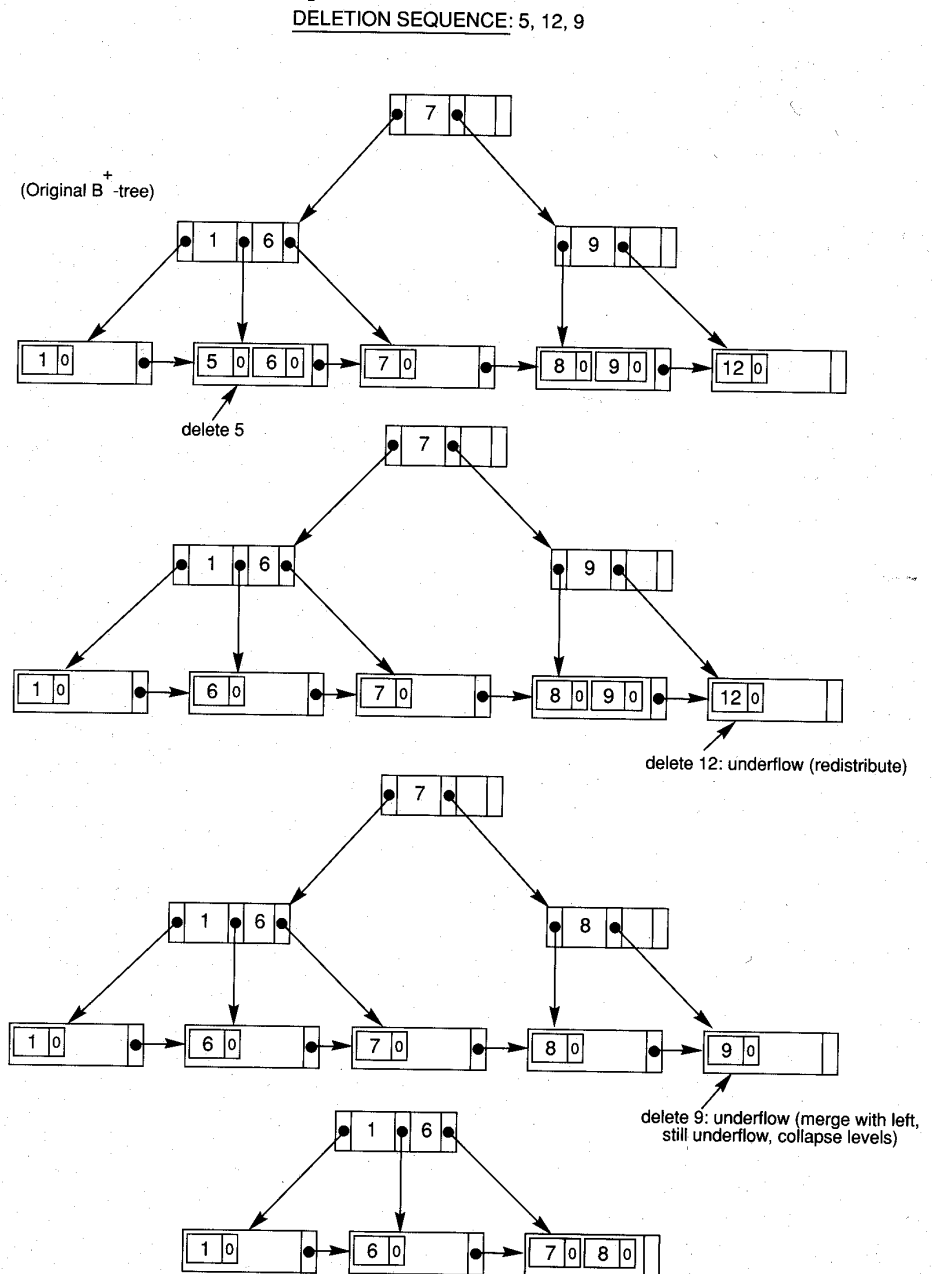 DELETION SEQUENCE: 5, 12, 9
7
(Original B+-tree)
1 6
9
1 0
5 0 6 0
7 0
8 0 9 0
12 0
delete 5
7
1 6
9
1 0
6 0
7 0
8 0 9 0
12 0
delete 12: underflow (redistribute)
7
1 6
8
1 0
6 0
7 0
8 0
9 0
delete 9: underflow (merge with left,
still underflow, collapse levels)
1 6
1 0
6 0
7 0 8 0